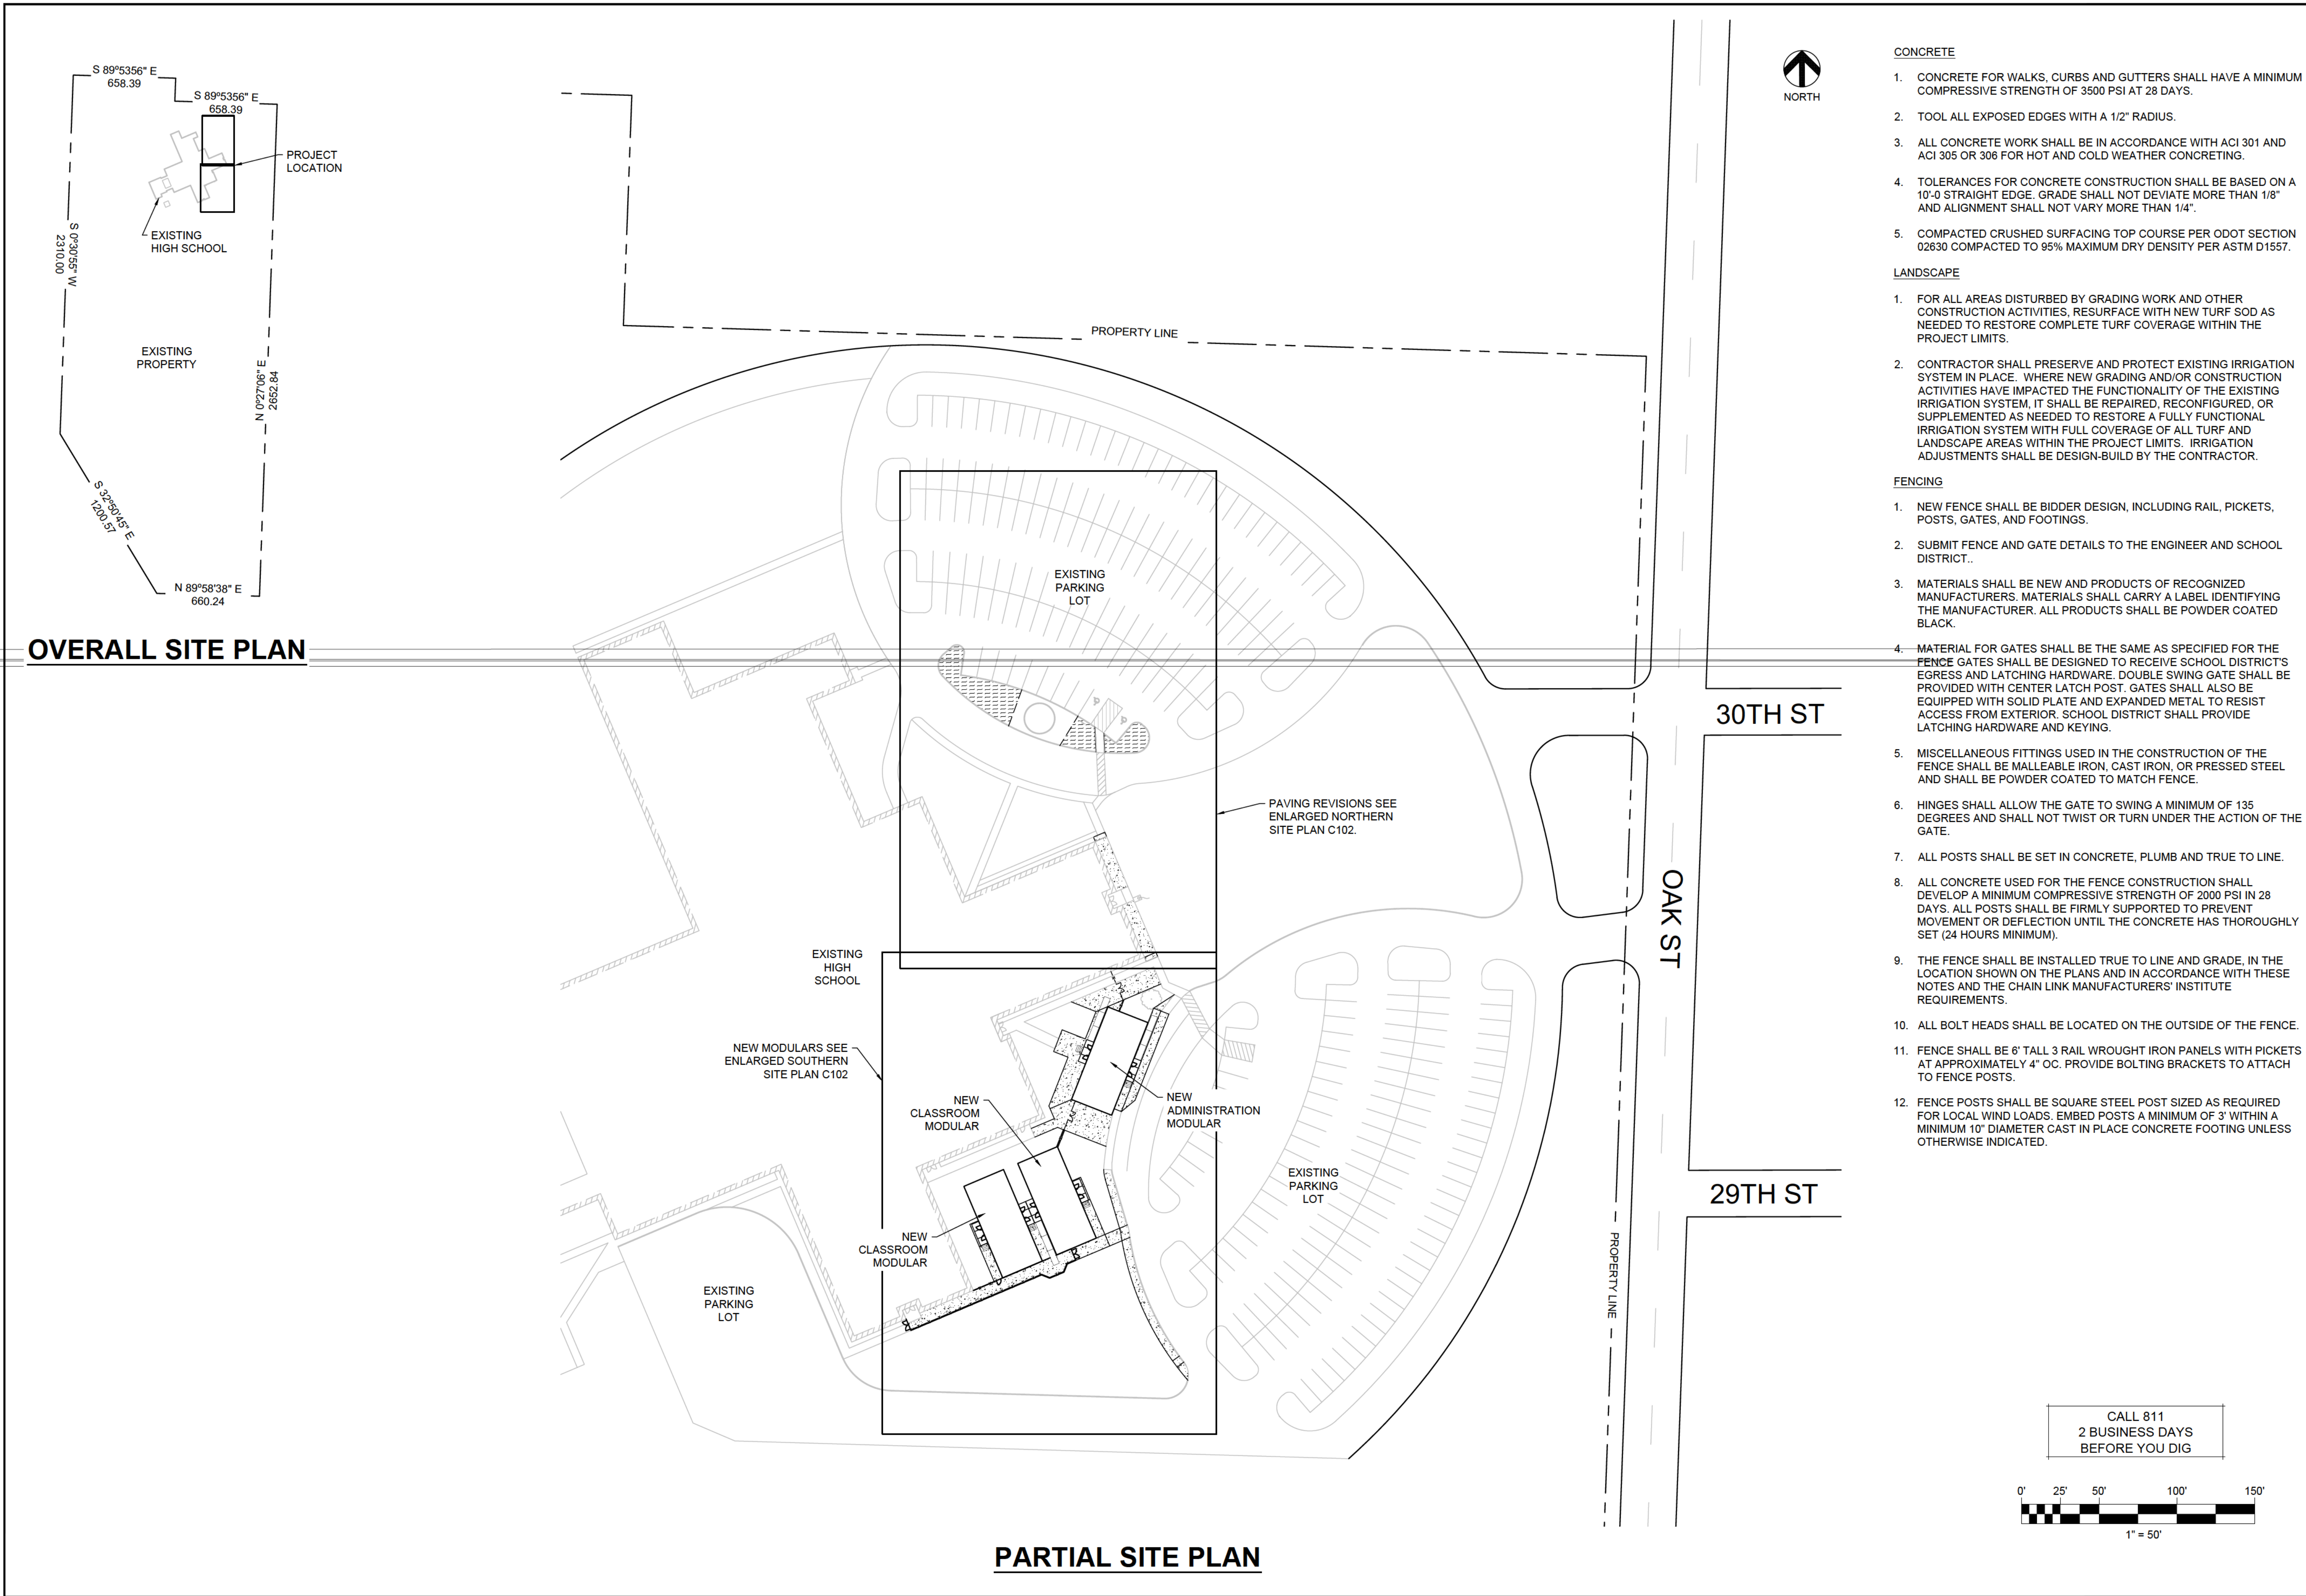 S 89°5356" E
658.39
S 89°5356" E
658.39
PROJECT
LOCATION
EXISTING
HIGH SCHOOL
S 0°30'55" W
2310.00
EXISTING
PROPERTY
N 0°27'06" E
2652.84
S 32°50'45" E
1200.57
N 89°58'38" E
660.24
OVERALL SITE PLAN
NORTH
PROPERTY LINE
EXISTING
PARKING
LOT
30TH ST
PAVING REVISIONS SEE
ENLARGED NORTHERN
SITE PLAN C102.
OAK ST
EXISTING
HIGH
SCHOOL
NEW MODULARS SEE
ENLARGED SOUTHERN
SITE PLAN C102
NEW
CLASSROOM
MODULAR
NEW
ADMINISTRATION
MODULAR
EXISTING
PARKING
LOT
29TH ST
NEW
CLASSROOM
MODULAR
PROPERTY LINE
EXISTING
PARKING
LOT
PARTIAL SITE PLAN
CONCRETE
1. CONCRETE FOR WALKS, CURBS AND GUTTERS SHALL HAVE A MINIMUM
COMPRESSIVE STRENGTH OF 3500 PSI AT 28 DAYS.
2. TOOL ALL EXPOSED EDGES WITH A 1/2" RADIUS.
3. ALL CONCRETE WORK SHALL BE IN ACCORDANCE WITH ACI 301 AND
ACI 305 OR 306 FOR HOT AND COLD WEATHER CONCRETING.
4. TOLERANCES FOR CONCRETE CONSTRUCTION SHALL BE BASED ON A
10'-0 STRAIGHT EDGE. GRADE SHALL NOT DEVIATE MORE THAN 1/8"
AND ALIGNMENT SHALL NOT VARY MORE THAN 1/4".
5. COMPACTED CRUSHED SURFACING TOP COURSE PER ODOT SECTION
02630 COMPACTED TO 95% MAXIMUM DRY DENSITY PER ASTM D1557.
LANDSCAPE
1. FOR ALL AREAS DISTURBED BY GRADING WORK AND OTHER
CONSTRUCTION ACTIVITIES, RESURFACE WITH NEW TURF SOD AS
NEEDED TO RESTORE COMPLETE TURF COVERAGE WITHIN THE
PROJECT LIMITS.
2. CONTRACTOR SHALL PRESERVE AND PROTECT EXISTING IRRIGATION
SYSTEM IN PLACE. WHERE NEW GRADING AND/OR CONSTRUCTION
ACTIVITIES HAVE IMPACTED THE FUNCTIONALITY OF THE EXISTING
IRRIGATION SYSTEM, IT SHALL BE REPAIRED, RECONFIGURED, OR
SUPPLEMENTED AS NEEDED TO RESTORE A FULLY FUNCTIONAL
IRRIGATION SYSTEM WITH FULL COVERAGE OF ALL TURF AND
LANDSCAPE AREAS WITHIN THE PROJECT LIMITS. IRRIGATION
ADJUSTMENTS SHALL BE DESIGN-BUILD BY THE CONTRACTOR.
FENCING
1. NEW FENCE SHALL BE BIDDER DESIGN, INCLUDING RAIL, PICKETS,
POSTS, GATES, AND FOOTINGS.
2. SUBMIT FENCE AND GATE DETAILS TO THE ENGINEER AND SCHOOL
DISTRICT..
3. MATERIALS SHALL BE NEW AND PRODUCTS OF RECOGNIZED
MANUFACTURERS. MATERIALS SHALL CARRY A LABEL IDENTIFYING
THE MANUFACTURER. ALL PRODUCTS SHALL BE POWDER COATED
BLACK.
4. MATERIAL FOR GATES SHALL BE THE SAME AS SPECIFIED FOR THE
FENCE GATES SHALL BE DESIGNED TO RECEIVE SCHOOL DISTRICT'S
EGRESS AND LATCHING HARDWARE. DOUBLE SWING GATE SHALL BE
PROVIDED WITH CENTER LATCH POST. GATES SHALL ALSO BE
EQUIPPED WITH SOLID PLATE AND EXPANDED METAL TO RESIST
ACCESS FROM EXTERIOR. SCHOOL DISTRICT SHALL PROVIDE
LATCHING HARDWARE AND KEYING.
5. MISCELLANEOUS FITTINGS USED IN THE CONSTRUCTION OF THE
FENCE SHALL BE MALLEABLE IRON, CAST IRON, OR PRESSED STEEL
AND SHALL BE POWDER COATED TO MATCH FENCE.
6. HINGES SHALL ALLOW THE GATE TO SWING A MINIMUM OF 135
DEGREES AND SHALL NOT TWIST OR TURN UNDER THE ACTION OF THE
GATE.
7. ALL POSTS SHALL BE SET IN CONCRETE, PLUMB AND TRUE TO LINE.
8. ALL CONCRETE USED FOR THE FENCE CONSTRUCTION SHALL
DEVELOP A MINIMUM COMPRESSIVE STRENGTH OF 2000 PSI IN 28
DAYS. ALL POSTS SHALL BE FIRMLY SUPPORTED TO PREVENT
MOVEMENT OR DEFLECTION UNTIL THE CONCRETE HAS THOROUGHLY
SET (24 HOURS MINIMUM).
9. THE FENCE SHALL BE INSTALLED TRUE TO LINE AND GRADE, IN THE
LOCATION SHOWN ON THE PLANS AND IN ACCORDANCE WITH THESE
NOTES AND THE CHAIN LINK MANUFACTURERS' INSTITUTE
REQUIREMENTS.
10. ALL BOLT HEADS SHALL BE LOCATED ON THE OUTSIDE OF THE FENCE.
11. FENCE SHALL BE 6' TALL 3 RAIL WROUGHT IRON PANELS WITH PICKETS
AT APPROXIMATELY 4" OC. PROVIDE BOLTING BRACKETS TO ATTACH
TO FENCE POSTS.
12. FENCE POSTS SHALL BE SQUARE STEEL POST SIZED AS REQUIRED
FOR LOCAL WIND LOADS. EMBED POSTS A MINIMUM OF 3' WITHIN A
MINIMUM 10" DIAMETER CAST IN PLACE CONCRETE FOOTING UNLESS
OTHERWISE INDICATED.
CALL 811
2 BUSINESS DAYS
BEFORE YOU DIG
0' 25' 50' 100' 150'
1" = 50'